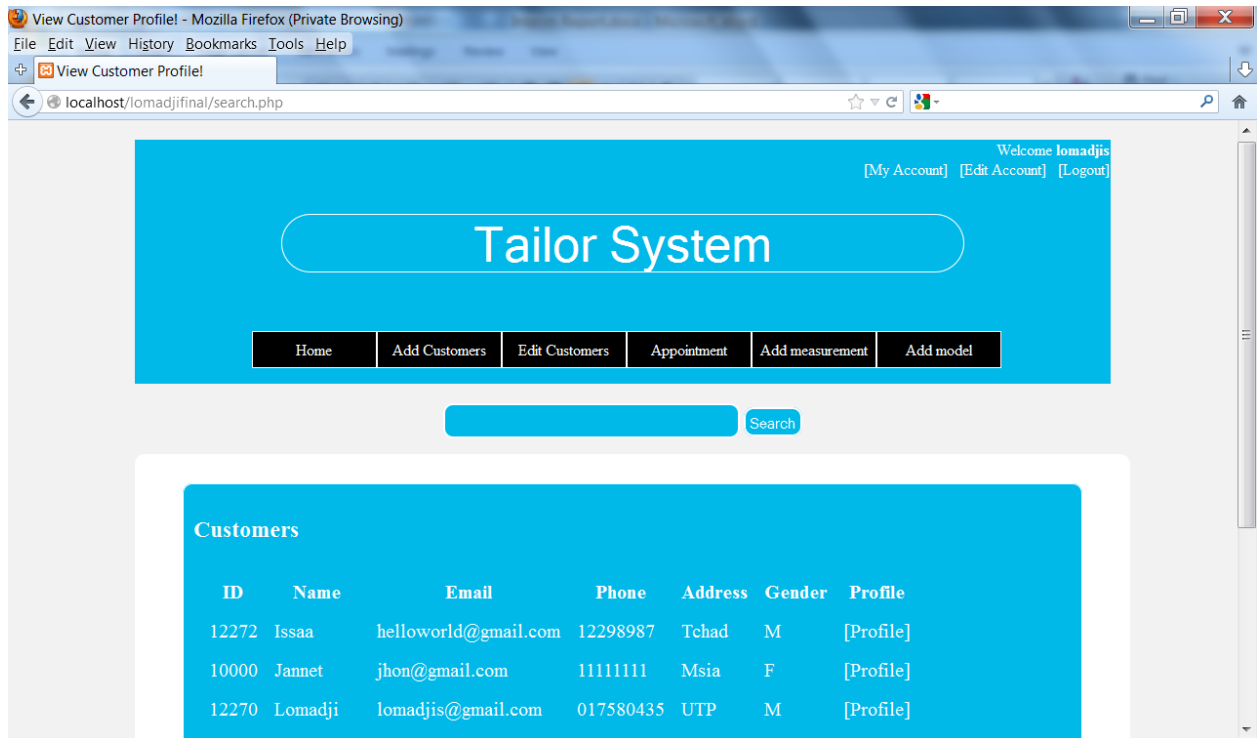 View Customer Profile! - Mozilla Firefox (Private Browsing)
File Edit View History Bookmarks Tools Help
View Customer Profile!
localhost/lomadjifinal/search.php
Welcome lomadjis
[My Account] [Edit Account] [Logout]
Tailor System
Home Add Customers Edit Customers Appointment Add measurement Add model
Search
Customers
ID Name Email Phone Address Gender Profile
12272 Issaa helloworld@gmail.com 12298987 Tchad M [Profile]
10000 Jannet jhon@gmail.com 11111111 Msia F [Profile]
12270 Lomadji lomadjis@gmail.com 017580435 UTP M [Profile]